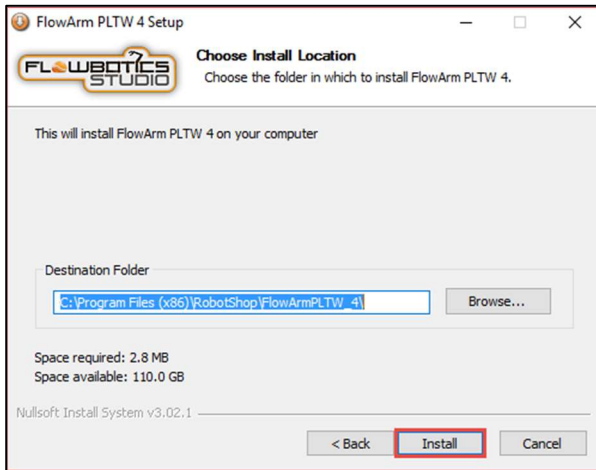 FlowArm PLTW 4 Setup
FLOWBOTICS
STUDIO
Choose Install Location
Choose the folder in which to install FlowArm PLTW 4.
This will install FlowArm PLTW 4 on your computer
Destination Folder
C:\Program Files (x86)\RobotShop\FlowArmPLTW_4\
Browse...
Space required: 2.8 MB
Space available: 110.0 GB
Nullsoft Install System v3.02.1
< Back
Install
Cancel